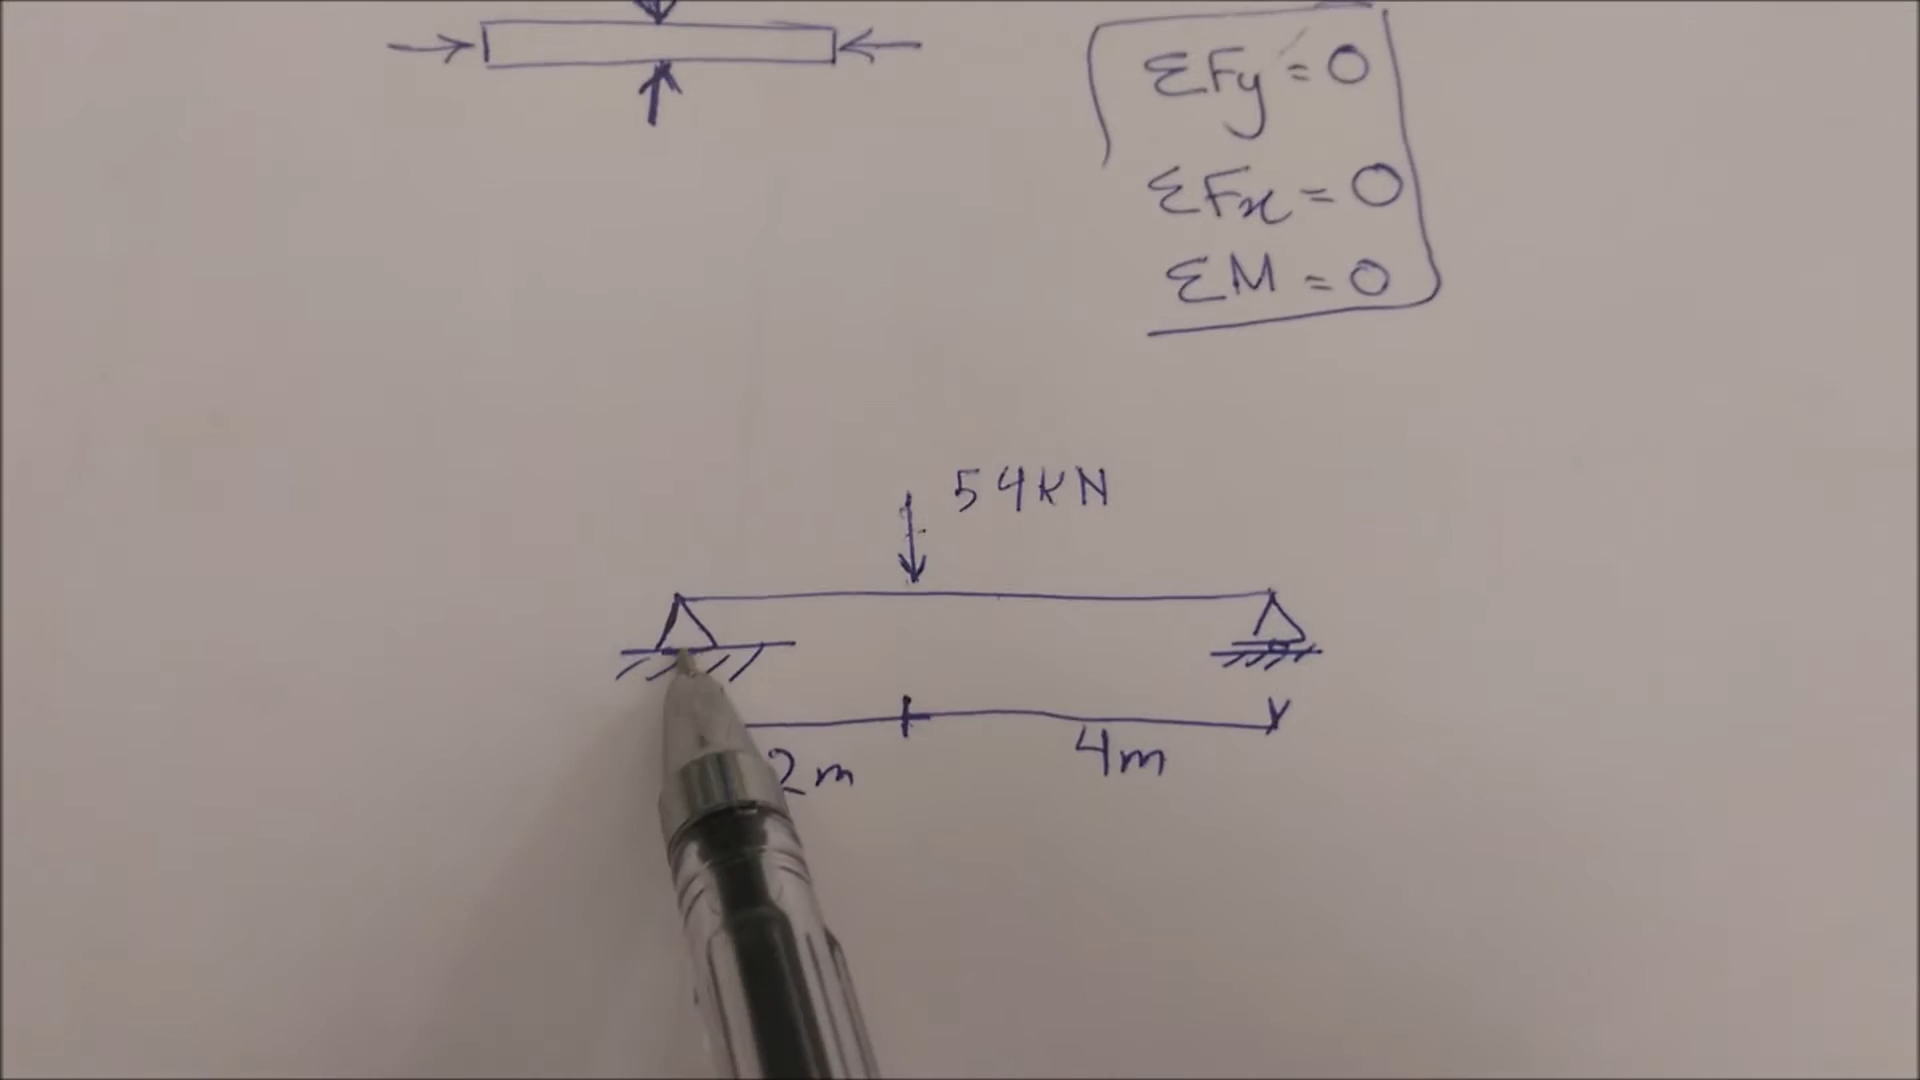 ΣFy = 0
ΣFx = 0
ΣM = 0
54KN
2m
4m